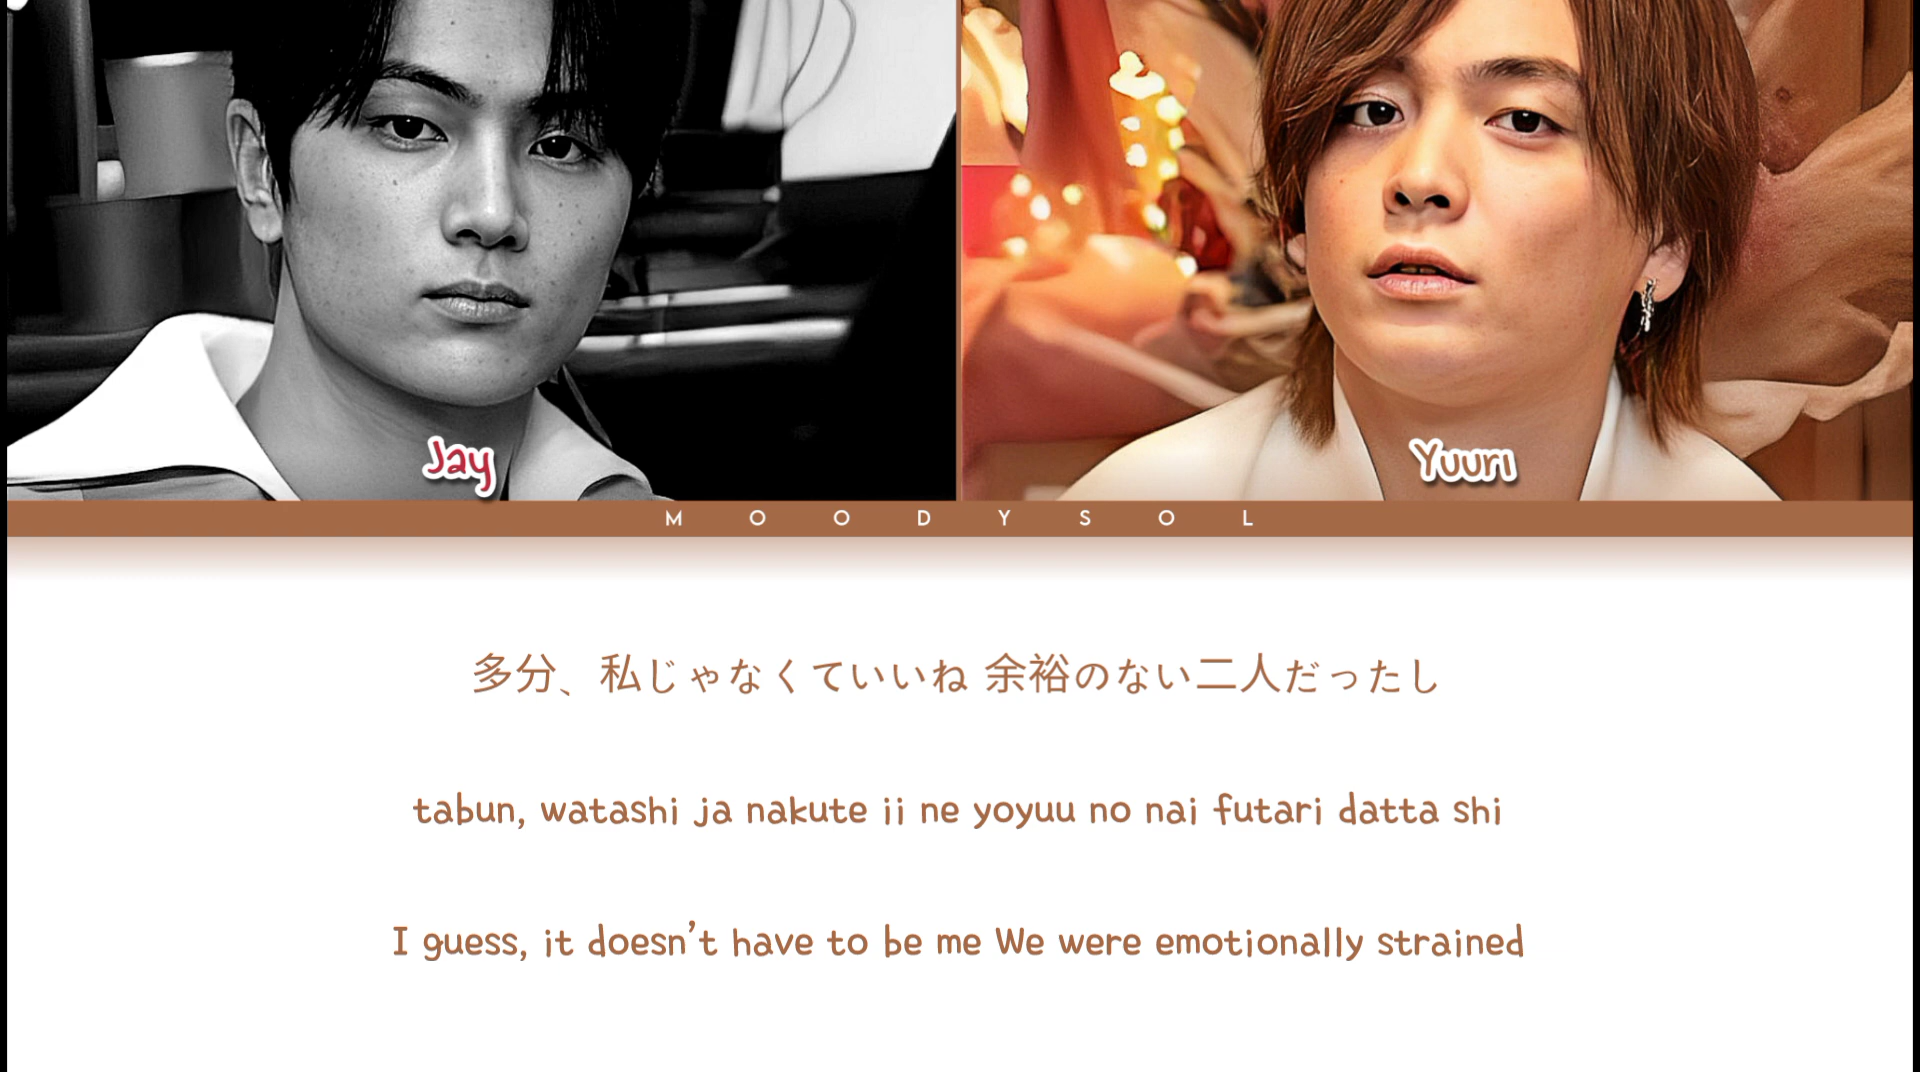 Jay
Yuuri
MOODYSOL
多分、私じゃなくていいね 余裕のない二人だったし
tabun, watashi ja nakute ii ne yoyuu no nai futari datta shi
I guess, it doesn’t have to be me We were emotionally strained